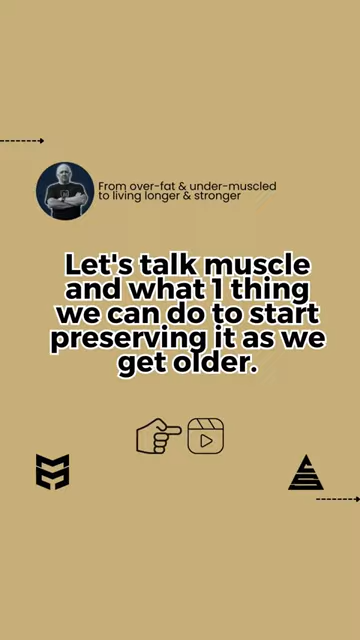 From over-fat & under-muscled
to living longer & stronger
Let's talk muscle
and what 1 thing
we can do to start
preserving it as we
get older.